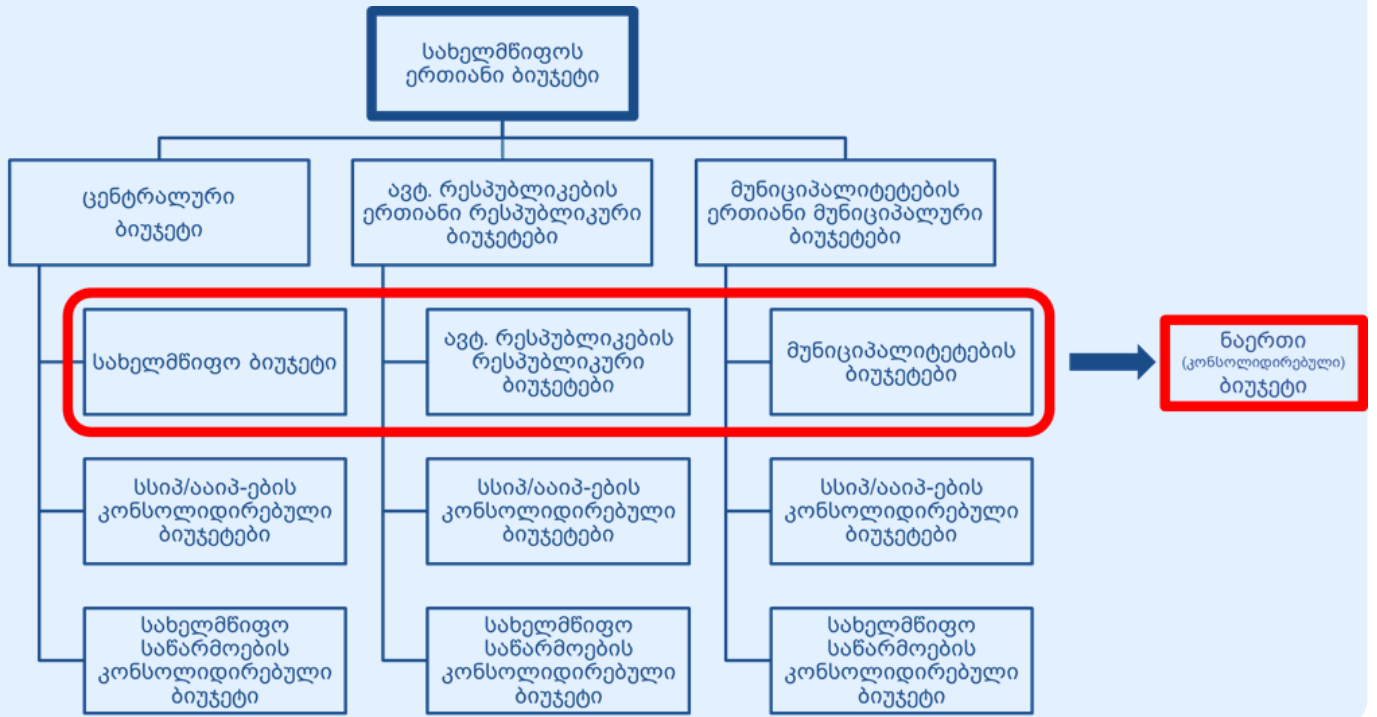 სახელმწიფოს
ერთიანი ბიუჯეტი
ცენტრალური
ბიუჯეტი
ავტ. რესპუბლიკების
ერთიანი რესპუბლიკური
ბიუჯეტები
მუნიციპალიტეტების
ერთიანი მუნიციპალური
ბიუჯეტები
სახელმწიფო ბიუჯეტი
ავტ. რესპუბლიკების
რესპუბლიკური
ბიუჯეტები
მუნიციპალიტეტების
ბიუჯეტები
ნაერთი
(კონსოლიდირებული)
ბიუჯეტი
სსიპ/ააიპ-ების
კონსოლიდირებული
ბიუჯეტები
სსიპ/ააიპ-ების
კონსოლიდირებული
ბიუჯეტები
სსიპ/ააიპ-ების
კონსოლიდირებული
ბიუჯეტები
სახელმწიფო
საწარმოების
კონსოლიდირებული
ბიუჯეტი
სახელმწიფო
საწარმოების
კონსოლიდირებული
ბიუჯეტი
სახელმწიფო
საწარმოების
კონსოლიდირებული
ბიუჯეტი